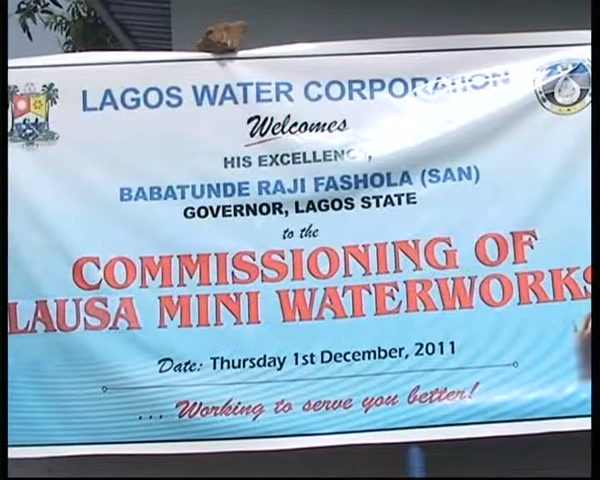 LAGOS WATER CORPORATION
Welcomes
HIS EXCELLENCY,
BABATUNDE RAJI FASHOLA (SAN)
GOVERNOR, LAGOS STATE
to the
COMMISSIONING OF
LAUSA MINI WATERWORKS
Date: Thursday 1st December, 2011
... Working to serve you better!